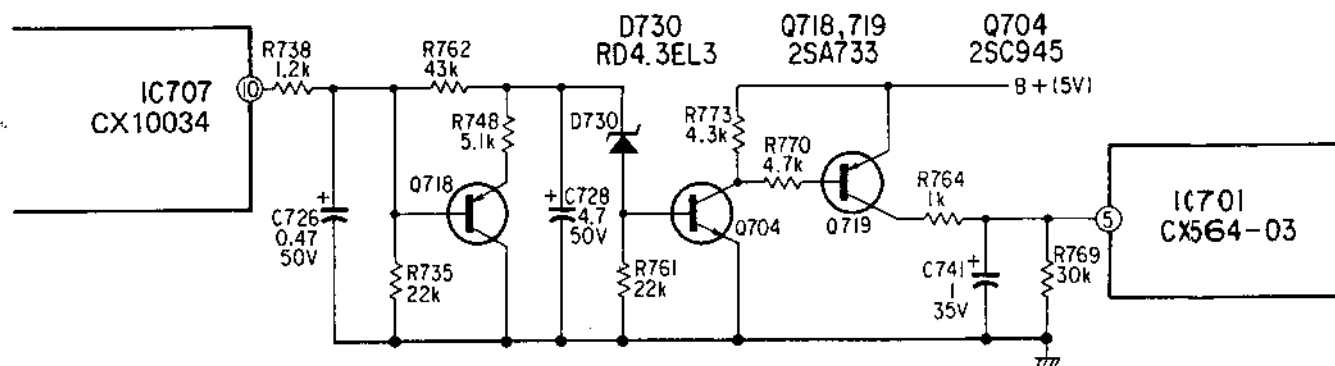 D730
RD4.3EL3
Q718,719
2SA733
Q704
2SC945
IC707
CX10034
10
R738
1.2k
R762
43k
R748
5.1k
D730
R773
4.3k
B+(5V)
R770
4.7k
Q718
C726
0.47
50V
R735
22k
C728
4.7
50V
R761
22k
Q704
Q719
R764
1k
C741
1
35V
R769
30k
5
IC701
CX564-03
+
+
+